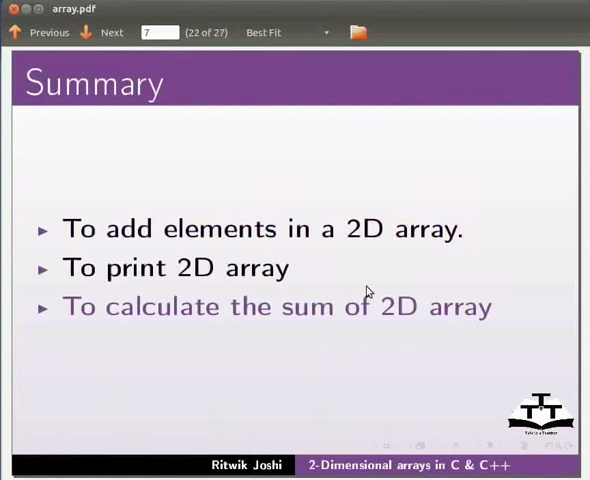 array.pdf
Previous Next 7 (22 of 27) Best Fit
Summary
To add elements in a 2D array.
To print 2D array
To calculate the sum of 2D array
TTT
Ritwik Joshi 2-Dimensional arrays in C & C++